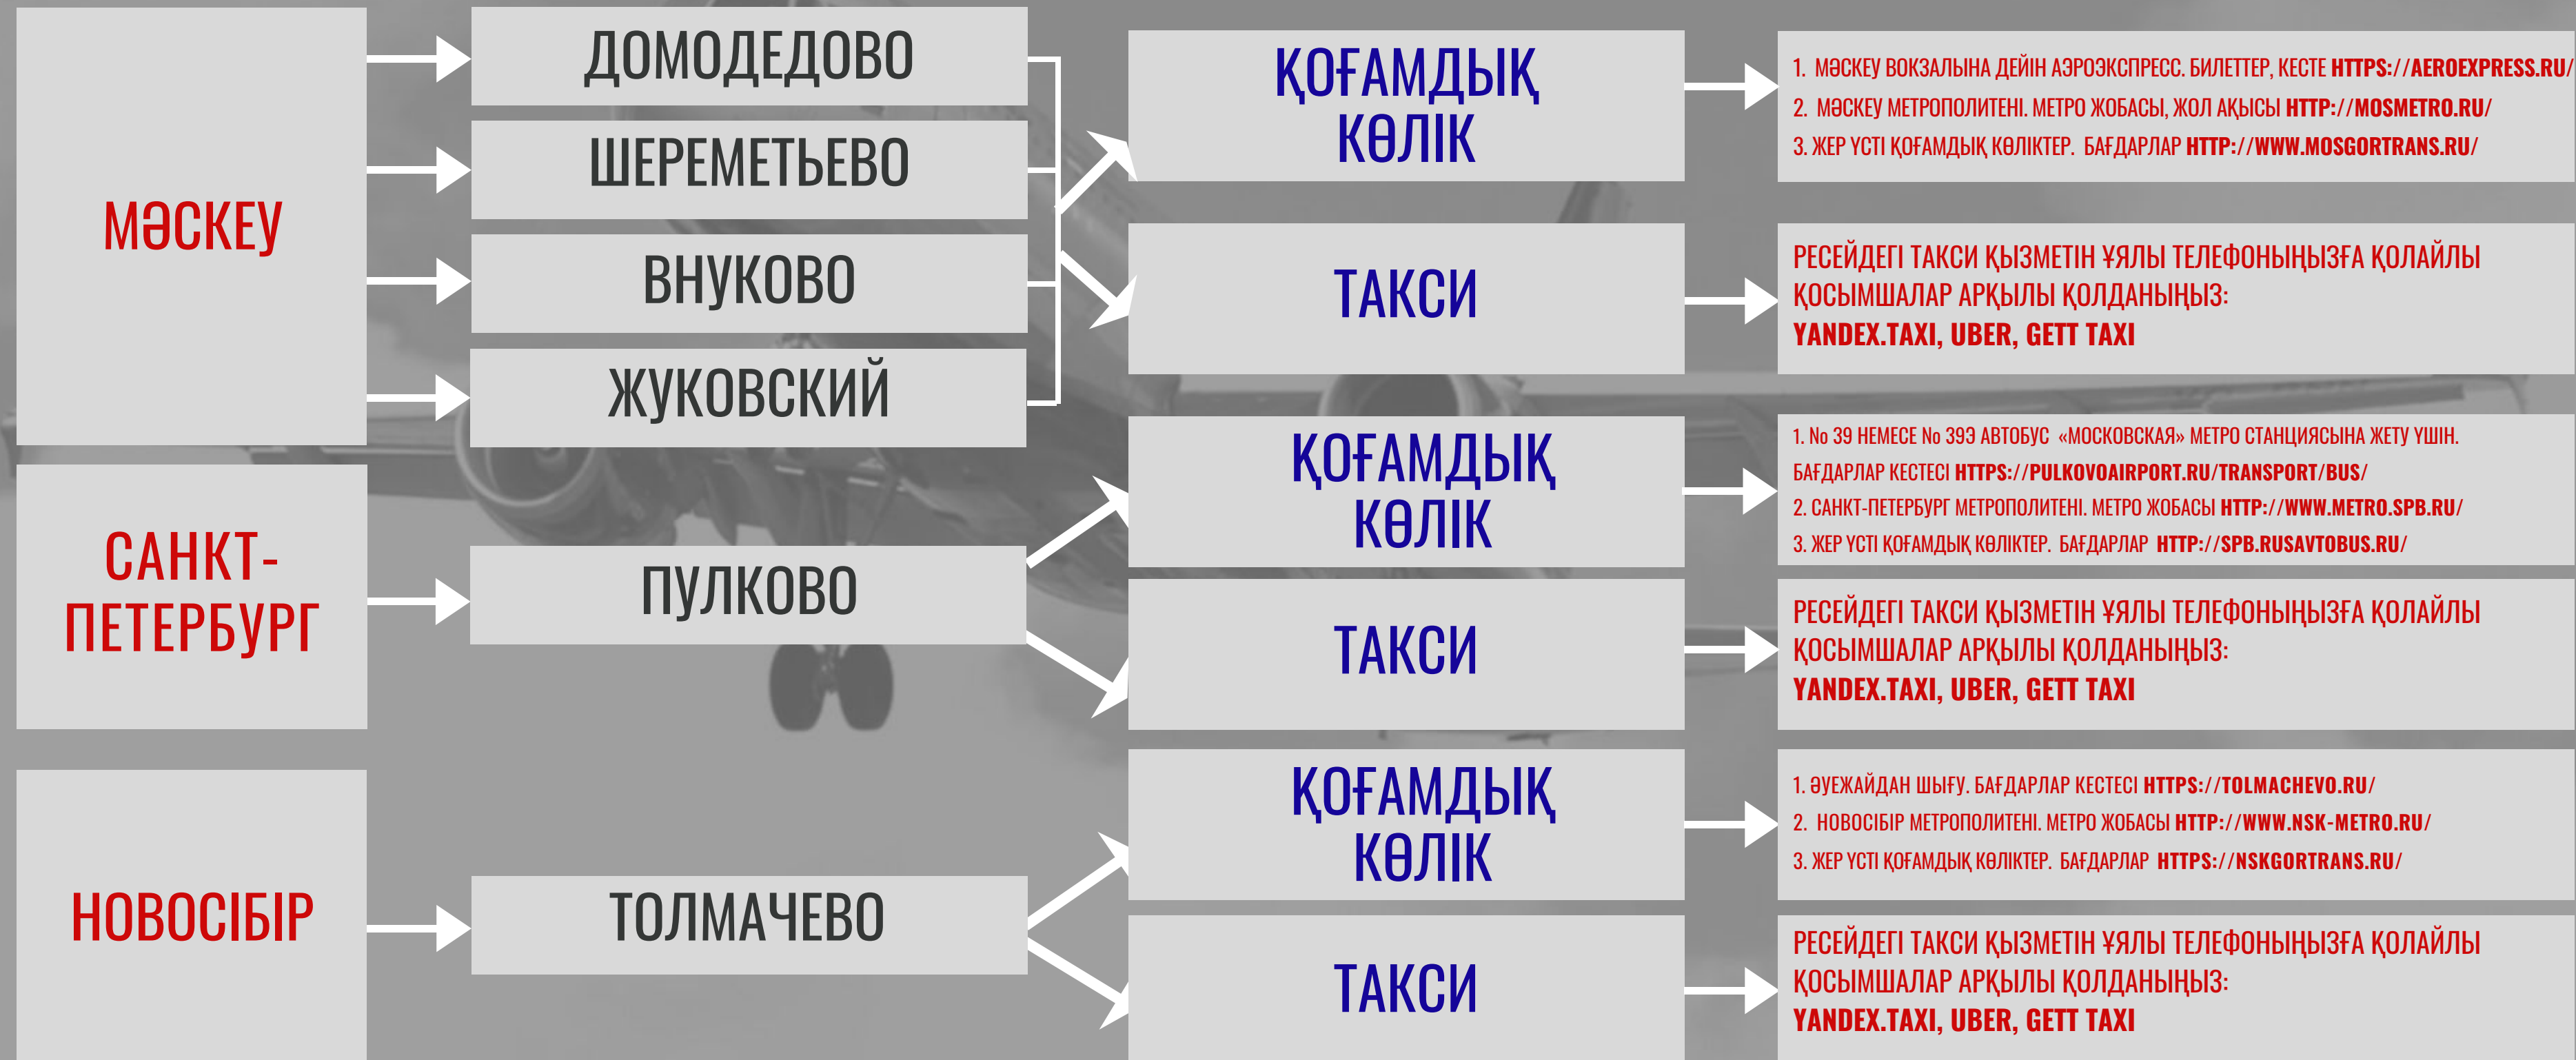 МӘСКЕУ
ДОМОДЕДОВО
ШЕРЕМЕТЬЕВО
ВНУКОВО
ЖУКОВСКИЙ
ҚОҒАМДЫҚ
КӨЛІК
1. МӘСКЕУ ВОКЗАЛЫНА ДЕЙІН АЭРОЭКСПРЕСС. БИЛЕТТЕР, КЕСТЕ HTTPS://AEROEXPRESS.RU/
2. МӘСКЕУ МЕТРОПОЛИТЕНІ. МЕТРО ЖОБАСЫ, ЖОЛ АҚЫСЫ HTTP://MOSMETRO.RU/
3. ЖЕР ҮСТІ ҚОҒАМДЫҚ КӨЛІКТЕР. БАҒДАРЛАР HTTP://WWW.MOSGORTRANS.RU/
ТАКСИ
РЕСЕЙДЕГІ ТАКСИ ҚЫЗМЕТІН ҰЯЛЫ ТЕЛЕФОНЫҢЫЗҒА ҚОЛАЙЛЫ
ҚОСЫМШАЛАР АРҚЫЛЫ ҚОЛДАНЫҢЫЗ:
YANDEX.TAXI, UBER, GETT TAXI
САНКТ-
ПЕТЕРБУРГ
ПУЛКОВО
ҚОҒАМДЫҚ
КӨЛІК
1. No 39 НЕМЕСЕ No 39Э АВТОБУС «МОСКОВСКАЯ» МЕТРО СТАНЦИЯСЫНА ЖЕТУ ҮШІН.
БАҒДАРЛАР КЕСТЕСІ HTTPS://PULKOVOAIRPORT.RU/TRANSPORT/BUS/
2. САНКТ-ПЕТЕРБУРГ МЕТРОПОЛИТЕНІ. МЕТРО ЖОБАСЫ HTTP://WWW.METRO.SPB.RU/
3. ЖЕР ҮСТІ ҚОҒАМДЫҚ КӨЛІКТЕР. БАҒДАРЛАР HTTP://SPB.RUSAVTOBUS.RU/
ТАКСИ
РЕСЕЙДЕГІ ТАКСИ ҚЫЗМЕТІН ҰЯЛЫ ТЕЛЕФОНЫҢЫЗҒА ҚОЛАЙЛЫ
ҚОСЫМШАЛАР АРҚЫЛЫ ҚОЛДАНЫҢЫЗ:
YANDEX.TAXI, UBER, GETT TAXI
НОВОСІБІР
ТОЛМАЧЕВО
ҚОҒАМДЫҚ
КӨЛІК
1. ӘУЕЖАЙДАН ШЫҒУ. БАҒДАРЛАР КЕСТЕСІ HTTPS://TOLMACHEVO.RU/
2. НОВОСІБІР МЕТРОПОЛИТЕНІ. МЕТРО ЖОБАСЫ HTTP://WWW.NSK-METRO.RU/
3. ЖЕР ҮСТІ ҚОҒАМДЫҚ КӨЛІКТЕР. БАҒДАРЛАР HTTPS://NSKGORTRANS.RU/
ТАКСИ
РЕСЕЙДЕГІ ТАКСИ ҚЫЗМЕТІН ҰЯЛЫ ТЕЛЕФОНЫҢЫЗҒА ҚОЛАЙЛЫ
ҚОСЫМШАЛАР АРҚЫЛЫ ҚОЛДАНЫҢЫЗ:
YANDEX.TAXI, UBER, GETT TAXI